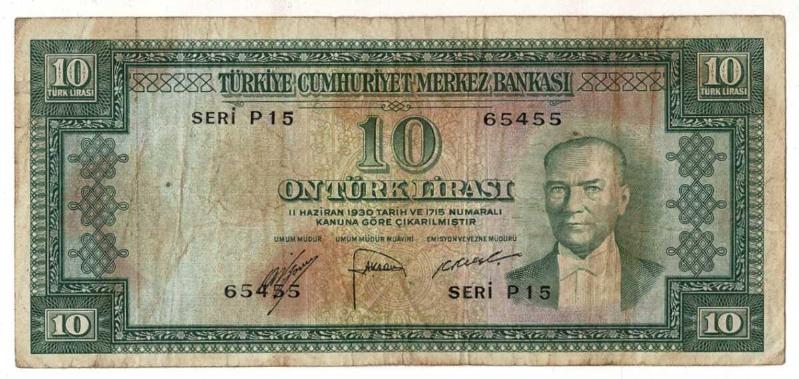 10 TÜRKİYE CUMHURİYET MERKEZ BANKASI 10
TÜRK LİRASI TÜRK LİRASI
SERİ P15 65455
10
ON TÜRK LİRASI
11 HAZİRAN 1930 TARİH VE 1715 NUMARALI
KANUNA GÖRE ÇIKARILMIŞTIR
UMUM MÜDÜR UMUM MÜDÜR MUAVİNİ EMİSYON VE VEZNE MÜDÜRÜ
65455 SERİ P15
10 10